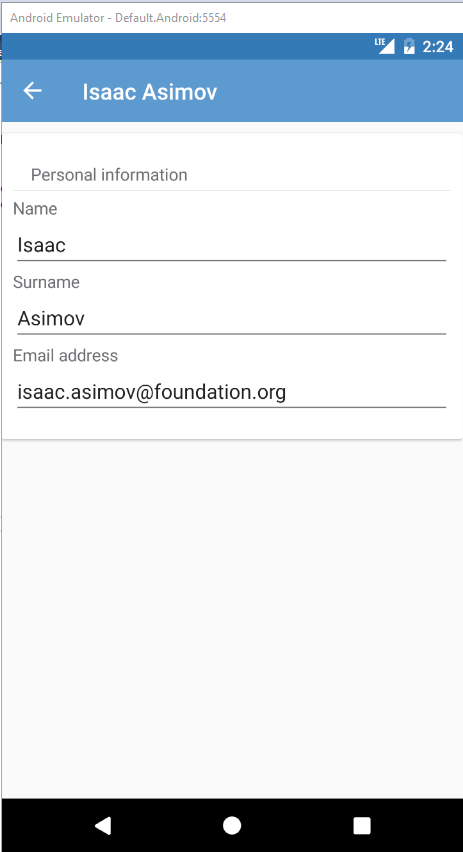 Android Emulator - Default.Android:5554
LTE 2:24
Isaac Asimov
Personal information
Name
Isaac
Surname
Asimov
Email address
isaac.asimov@foundation.org